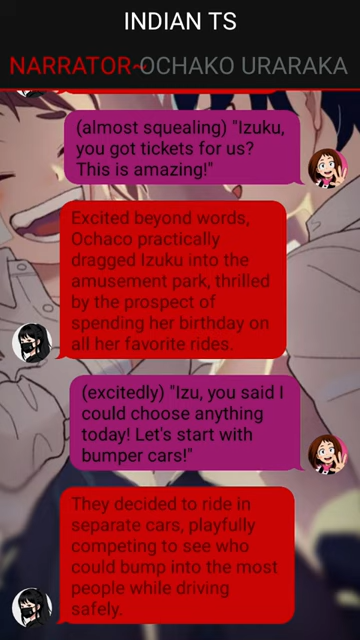 INDIAN TS
NARRATOR~OCHAKO URARAKA
(almost squealing) "Izuku,
you got tickets for us?
This is amazing!"
Excited beyond words,
Ochaco practically
dragged Izuku into the
amusement park, thrilled
by the prospect of
spending her birthday on
all her favorite rides.
(excitedly) "Izu, you said I
could choose anything
today! Let's start with
bumper cars!"
They decided to ride in
separate cars, playfully
competing to see who
could bump into the most
people while driving
safely.